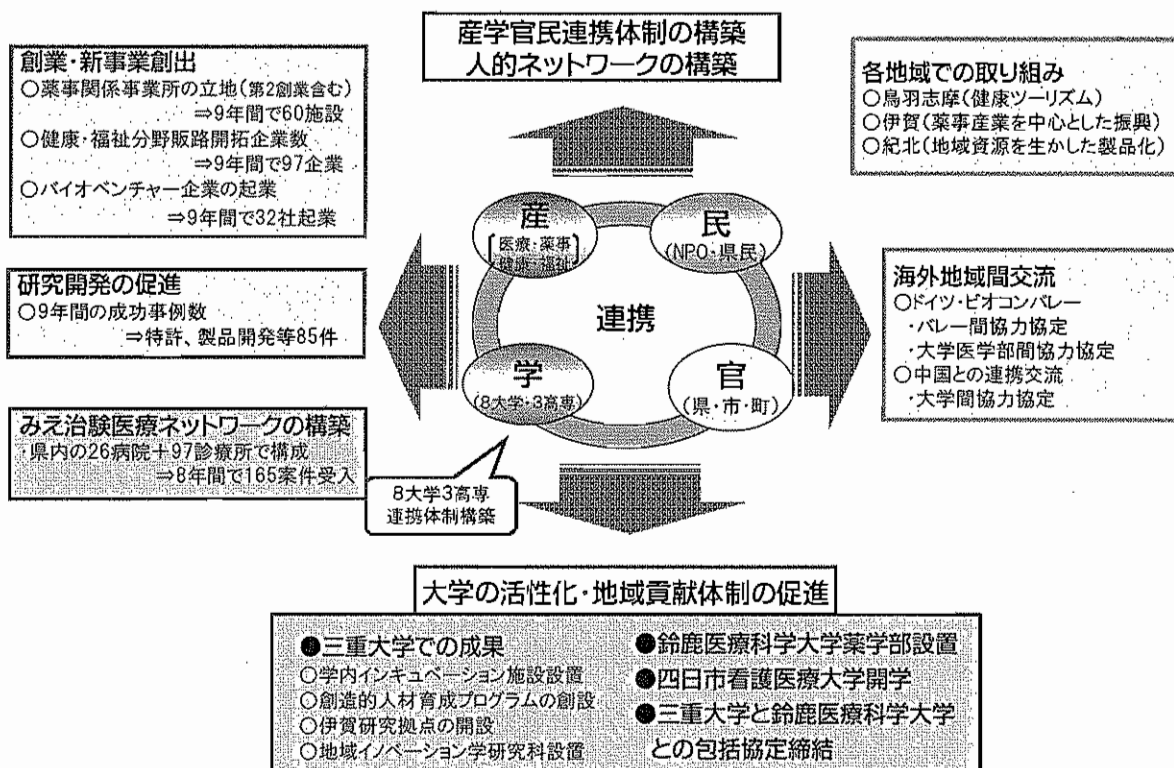 産学官民連携体制の構築
人的ネットワークの構築
創業・新事業創出
○薬事関係事業所の立地(第2創業含む)
⇒9年間で60施設
○健康・福祉分野販路開拓企業数
⇒9年間で97企業
○バイオベンチャー企業の起業
⇒9年間で32社起業
研究開発の促進
○9年間の成功事例数
⇒特許、製品開発等85件
みえ治験医療ネットワークの構築
・県内の26病院+97診療所で構成
⇒8年間で165案件受入
産
医療・薬事
健康・福祉
民
(NPO・県民)
連携
学
(8大学・3高専)
官
(県・市・町)
8大学3高専
連携体制構築
各地域での取り組み
○鳥羽志摩(健康ツーリズム)
○伊賀(薬事産業を中心とした振興)
○紀北(地域資源を生かした製品化)
海外地域間交流
○ドイツ・ビオコンバレー
・バレー間協力協定
・大学医学部間協力協定
○中国との連携交流
・大学間協力協定
大学の活性化・地域貢献体制の促進
●三重大学での成果
○学内インキュベーション施設設置
○創造的人材育成プログラムの創設
○伊賀研究拠点の開設
○地域イノベーション学研究科設置
●鈴鹿医療科学大学薬学部設置
●四日市看護医療大学開学
●三重大学と鈴鹿医療科学大学
との包括協定締結